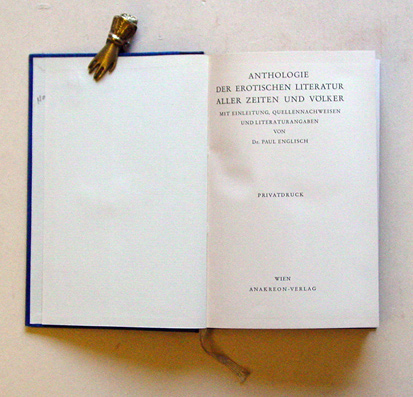 ANTHOLOGIE
DER EROTISCHEN LITERATUR
ALLER ZEITEN UND VÖLKER
MIT EINLEITUNG, QUELLENNACHWEISEN
UND LITERATURANGABEN
VON
Dr. PAUL ENGLISCH
PRIVATDRUCK
WIEN
ANAKREON-VERLAG